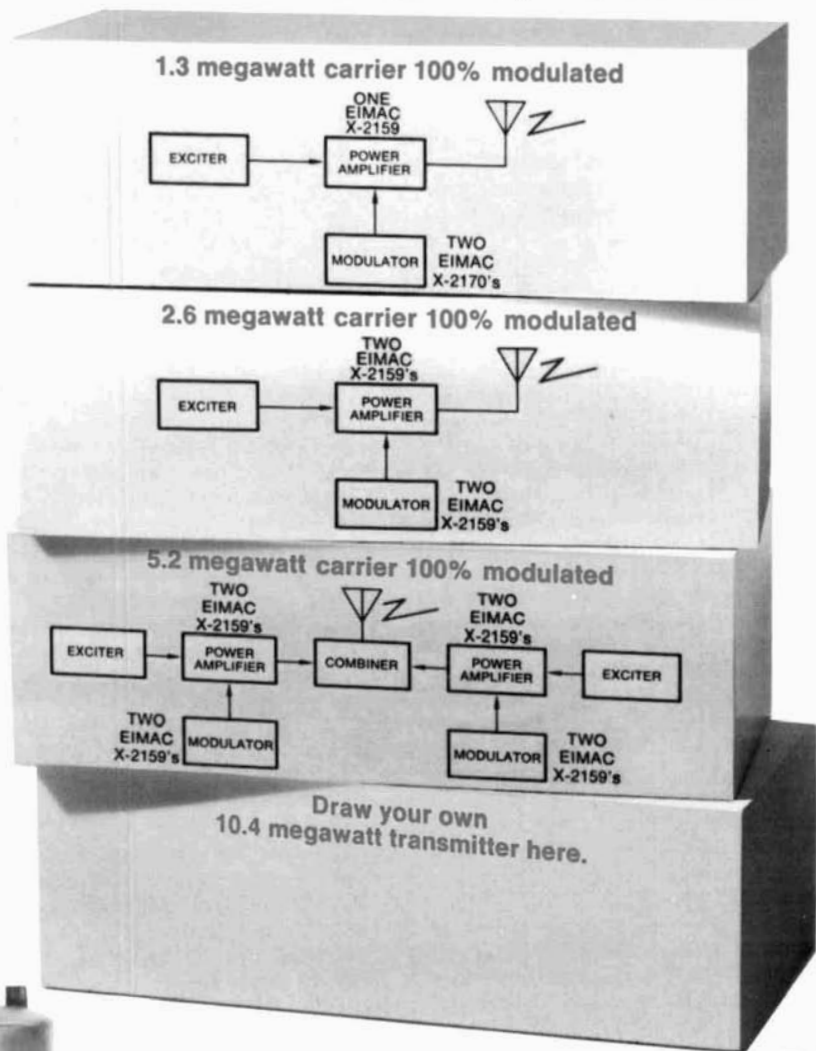 1.3 megawatt carrier 100% modulated
ONE
EIMAC
X-2159
EXCITER
POWER
AMPLIFIER
MODULATOR
TWO
EIMAC
X-2170's
2.6 megawatt carrier 100% modulated
TWO
EIMAC
X-2159's
EXCITER
POWER
AMPLIFIER
MODULATOR
TWO
EIMAC
X-2159's
5.2 megawatt carrier 100% modulated
TWO
EIMAC
X-2159's
EXCITER
POWER
AMPLIFIER
TWO
EIMAC
X-2159's
MODULATOR
COMBINER
TWO
EIMAC
X-2159's
POWER
AMPLIFIER
EXCITER
MODULATOR
TWO
EIMAC
X-2159's
Draw your own
10.4 megawatt transmitter here.